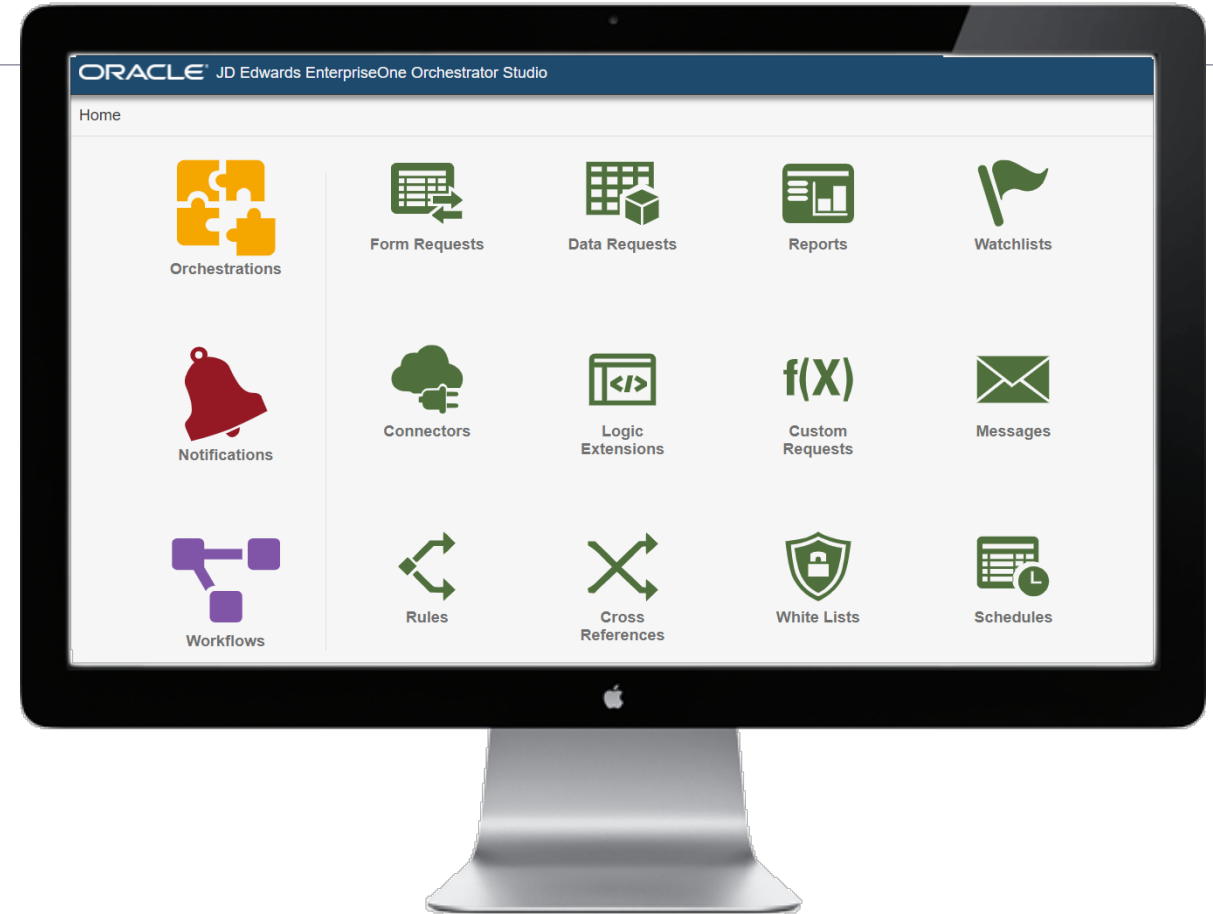 ORACLE® JD Edwards EnterpriseOne Orchestrator Studio
Home
Orchestrations
Form Requests
Data Requests
Reports
Watchlists
Notifications
Connectors
Logic
Extensions
f(X)
Custom
Requests
Messages
Workflows
Rules
Cross
References
White Lists
Schedules